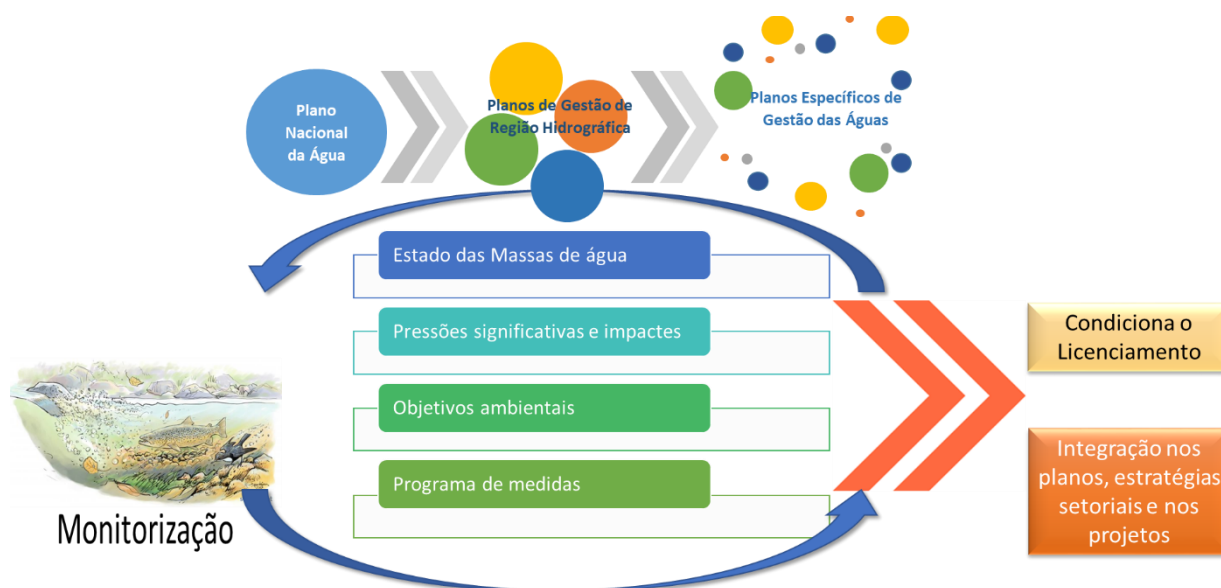 Plano
Nacional
da Água
Planos de Gestão de
Região Hidrográfica
Planos Específicos de
Gestão das Águas
Estado das Massas de água
Pressões significativas e impactes
Objetivos ambientais
Programa de medidas
Monitorização
Condiciona o
Licenciamento
Integração nos
planos, estratégias
setoriais e nos
projetos